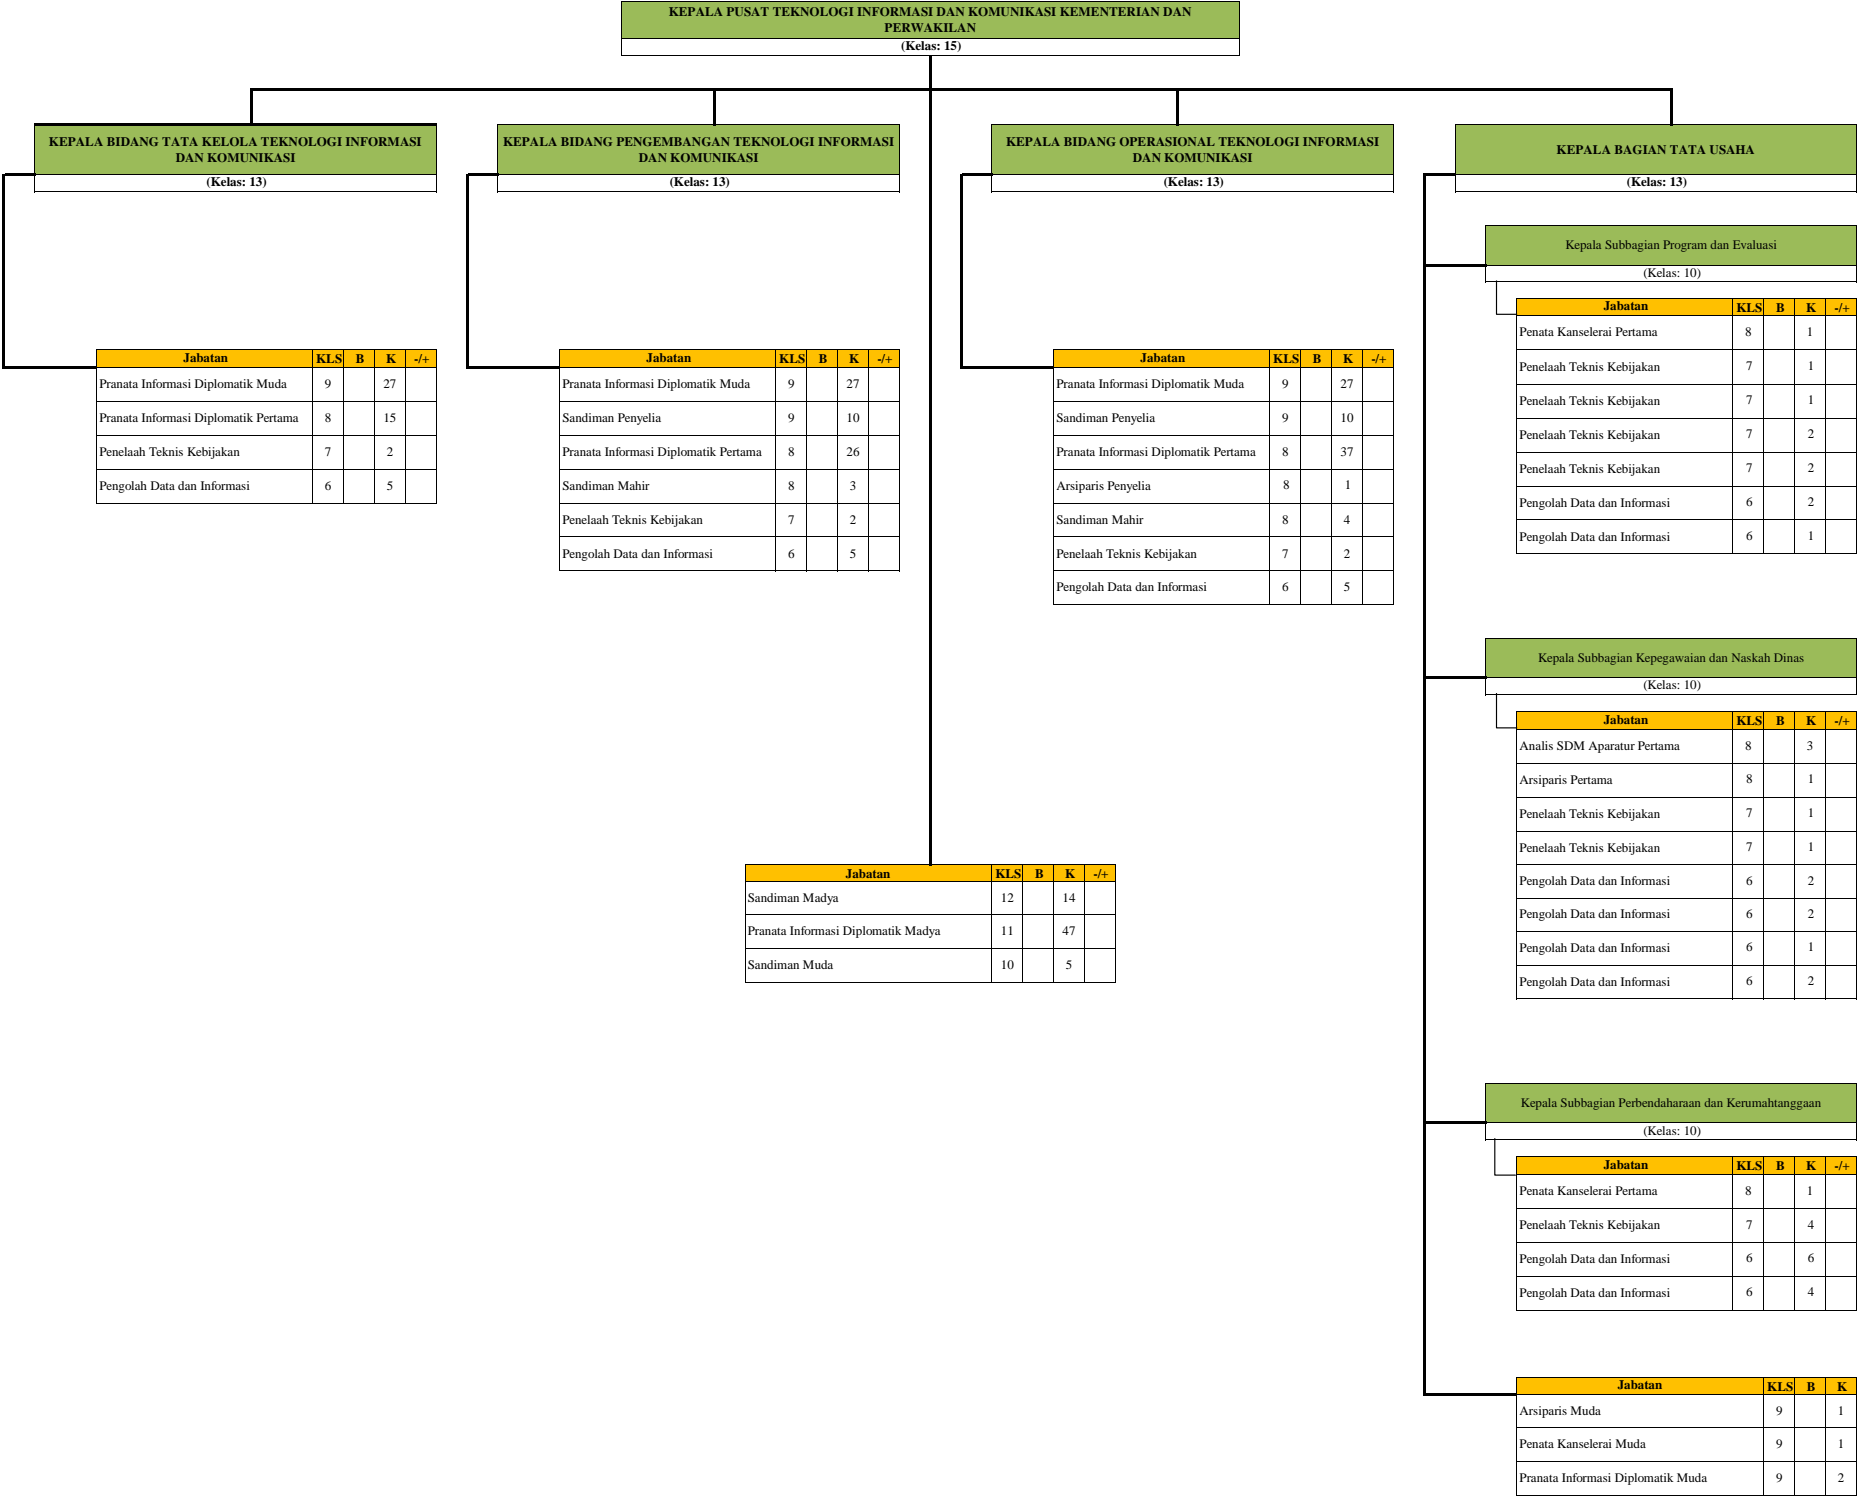 KEPALA PUSAT TEKNOLOGI INFORMASI DAN KOMUNIKASI KEMENTERIAN DAN
PERWAKILAN
(Kelas: 15)
KEPALA BIDANG TATA KELOLA TEKNOLOGI INFORMASI
DAN KOMUNIKASI
(Kelas: 13)
Jabatan KLS B K -/+
Pranata Informasi Diplomatik Muda 9 27
Pranata Informasi Diplomatik Pertama 8 15
Penelaah Teknis Kebijakan 7 2
Pengolah Data dan Informasi 6 5
KEPALA BIDANG PENGEMBANGAN TEKNOLOGI INFORMASI
DAN KOMUNIKASI
(Kelas: 13)
Jabatan KLS B K -/+
Pranata Informasi Diplomatik Muda 9 27
Sandiman Penyelia 9 10
Pranata Informasi Diplomatik Pertama 8 26
Sandiman Mahir 8 3
Penelaah Teknis Kebijakan 7 2
Pengolah Data dan Informasi 6 5
KEPALA BIDANG OPERASIONAL TEKNOLOGI INFORMASI
DAN KOMUNIKASI
(Kelas: 13)
Jabatan KLS B K -/+
Pranata Informasi Diplomatik Muda 9 27
Sandiman Penyelia 9 10
Pranata Informasi Diplomatik Pertama 8 37
Arsiparis Penyelia 8 1
Sandiman Mahir 8 4
Penelaah Teknis Kebijakan 7 2
Pengolah Data dan Informasi 6 5
KEPALA BAGIAN TATA USAHA
(Kelas: 13)
Kepala Subbagian Program dan Evaluasi
(Kelas: 10)
Jabatan KLS B K -/+
Penata Kanselerai Pertama 8 1
Penelaah Teknis Kebijakan 7 1
Penelaah Teknis Kebijakan 7 1
Penelaah Teknis Kebijakan 7 2
Penelaah Teknis Kebijakan 7 2
Pengolah Data dan Informasi 6 2
Pengolah Data dan Informasi 6 1
Kepala Subbagian Kepegawaian dan Naskah Dinas
(Kelas: 10)
Jabatan KLS B K -/+
Analis SDM Aparatur Pertama 8 3
Arsiparis Pertama 8 1
Penelaah Teknis Kebijakan 7 1
Penelaah Teknis Kebijakan 7 1
Pengolah Data dan Informasi 6 2
Pengolah Data dan Informasi 6 2
Pengolah Data dan Informasi 6 1
Pengolah Data dan Informasi 6 2
Jabatan KLS B K -/+
Sandiman Madya 12 14
Pranata Informasi Diplomatik Madya 11 47
Sandiman Muda 10 5
Kepala Subbagian Perbendaharaan dan Kerumahtanggaan
(Kelas: 10)
Jabatan KLS B K -/+
Penata Kanselerai Pertama 8 1
Penelaah Teknis Kebijakan 7 4
Pengolah Data dan Informasi 6 6
Pengolah Data dan Informasi 6 4
Jabatan KLS B K
Arsiparis Muda 9 1
Penata Kanselerai Muda 9 1
Pranata Informasi Diplomatik Muda 9 2